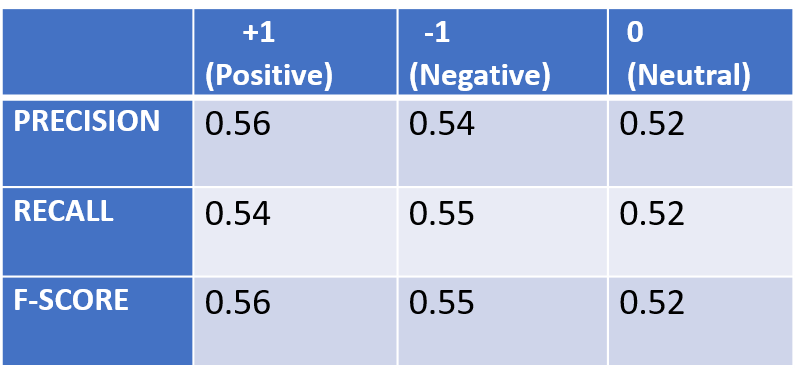 +1 -1 0
(Positive) (Negative) (Neutral)
PRECISION 0.56 0.54 0.52
RECALL 0.54 0.55 0.52
F-SCORE 0.56 0.55 0.52